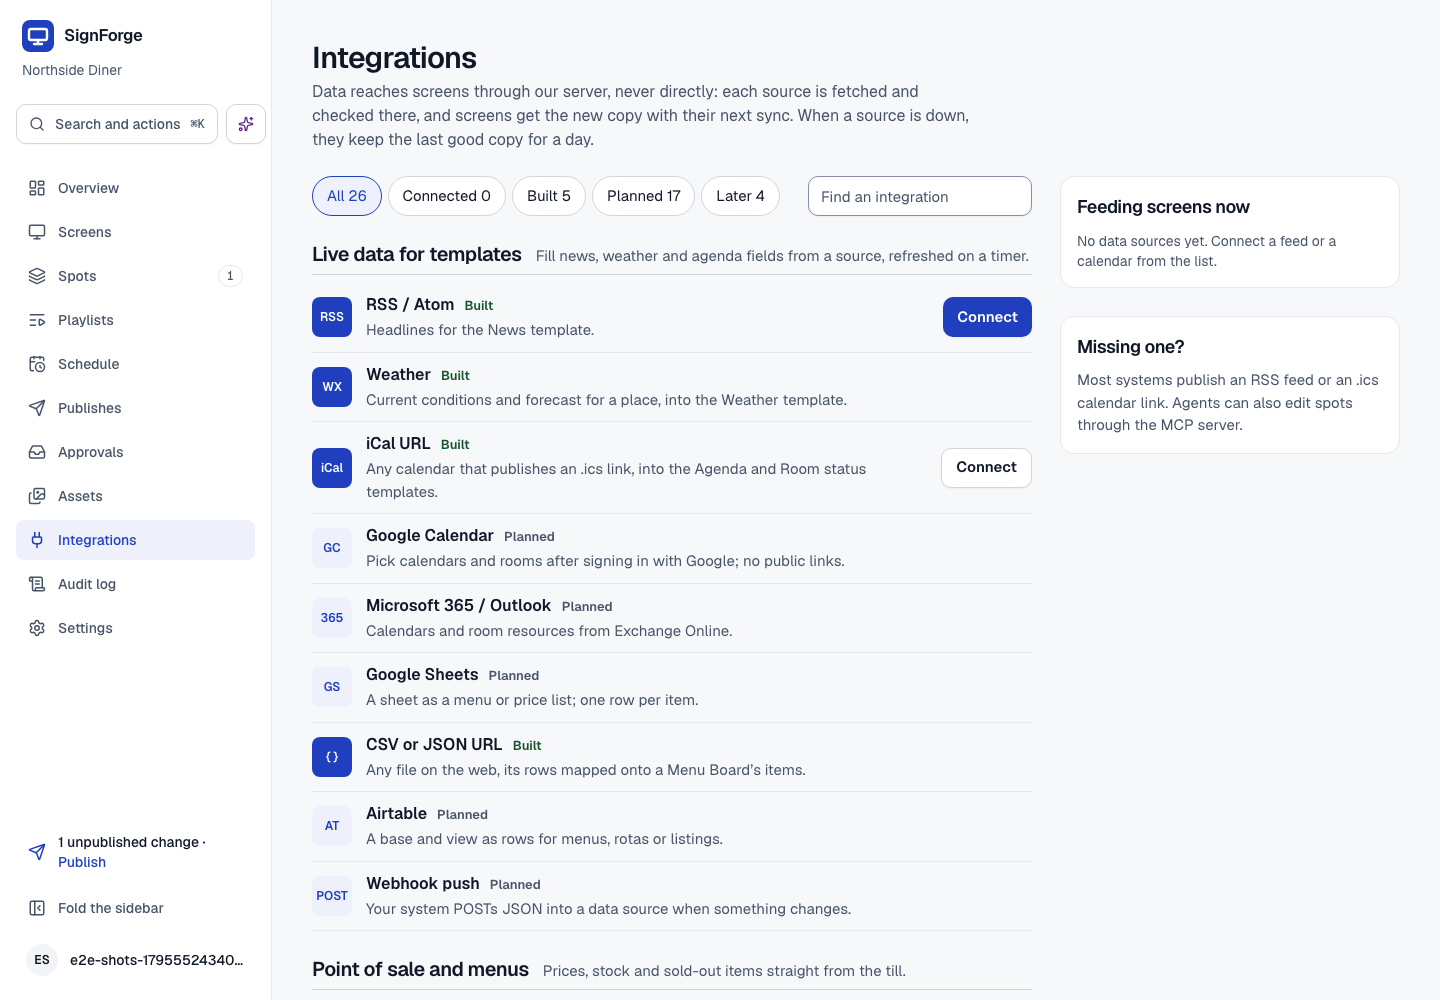 SignForge
Northside Diner
Search and actions ⌘K
Overview
Screens
Spots 1
Playlists
Schedule
Publishes
Approvals
Assets
Integrations
Audit log
Settings
1 unpublished change ·
Publish
Fold the sidebar
ES e2e-shots-17955524340…
Integrations
Data reaches screens through our server, never directly: each source is fetched and
checked there, and screens get the new copy with their next sync. When a source is down,
they keep the last good copy for a day.
All 26 Connected 0 Built 5 Planned 17 Later 4 Find an integration
Live data for templates Fill news, weather and agenda fields from a source, refreshed on a timer.
RSS RSS / Atom Built
Headlines for the News template.
Connect
WX Weather Built
Current conditions and forecast for a place, into the Weather template.
iCal iCal URL Built
Any calendar that publishes an .ics link, into the Agenda and Room status
templates.
Connect
GC Google Calendar Planned
Pick calendars and rooms after signing in with Google; no public links.
365 Microsoft 365 / Outlook Planned
Calendars and room resources from Exchange Online.
GS Google Sheets Planned
A sheet as a menu or price list; one row per item.
{} CSV or JSON URL Built
Any file on the web, its rows mapped onto a Menu Board's items.
AT Airtable Planned
A base and view as rows for menus, rotas or listings.
POST Webhook push Planned
Your system POSTs JSON into a data source when something changes.
Point of sale and menus Prices, stock and sold-out items straight from the till.
Feeding screens now
No data sources yet. Connect a feed or a
calendar from the list.
Missing one?
Most systems publish an RSS feed or an .ics
calendar link. Agents can also edit spots
through the MCP server.